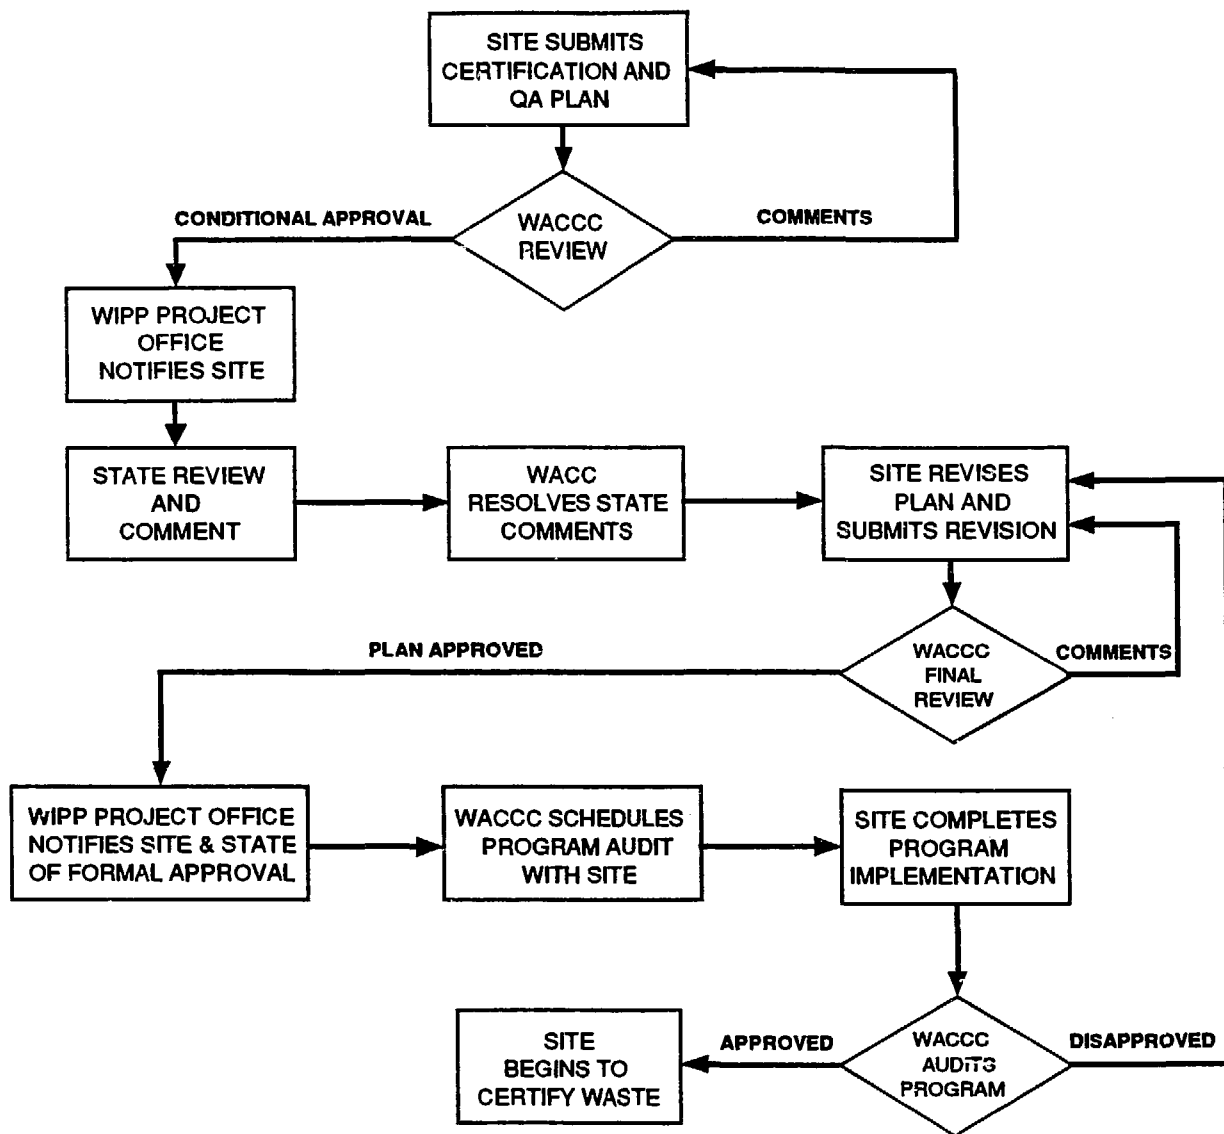 SITE SUBMITS
CERTIFICATION AND
QA PLAN
CONDITIONAL APPROVAL
WACCC
REVIEW
COMMENTS
WIPP PROJECT
OFFICE
NOTIFIES SITE
STATE REVIEW
AND
COMMENT
WACC
RESOLVES STATE
COMMENTS
SITE REVISES
PLAN AND
SUBMITS REVISION
PLAN APPROVED
WACCC
FINAL
REVIEW
COMMENTS
WIPP PROJECT OFFICE
NOTIFIES SITE & STATE
OF FORMAL APPROVAL
WACCC SCHEDULES
PROGRAM AUDIT
WITH SITE
SITE COMPLETES
PROGRAM
IMPLEMENTATION
SITE
BEGINS TO
CERTIFY WASTE
APPROVED
WACCC
AUDITS
PROGRAM
DISAPPROVED